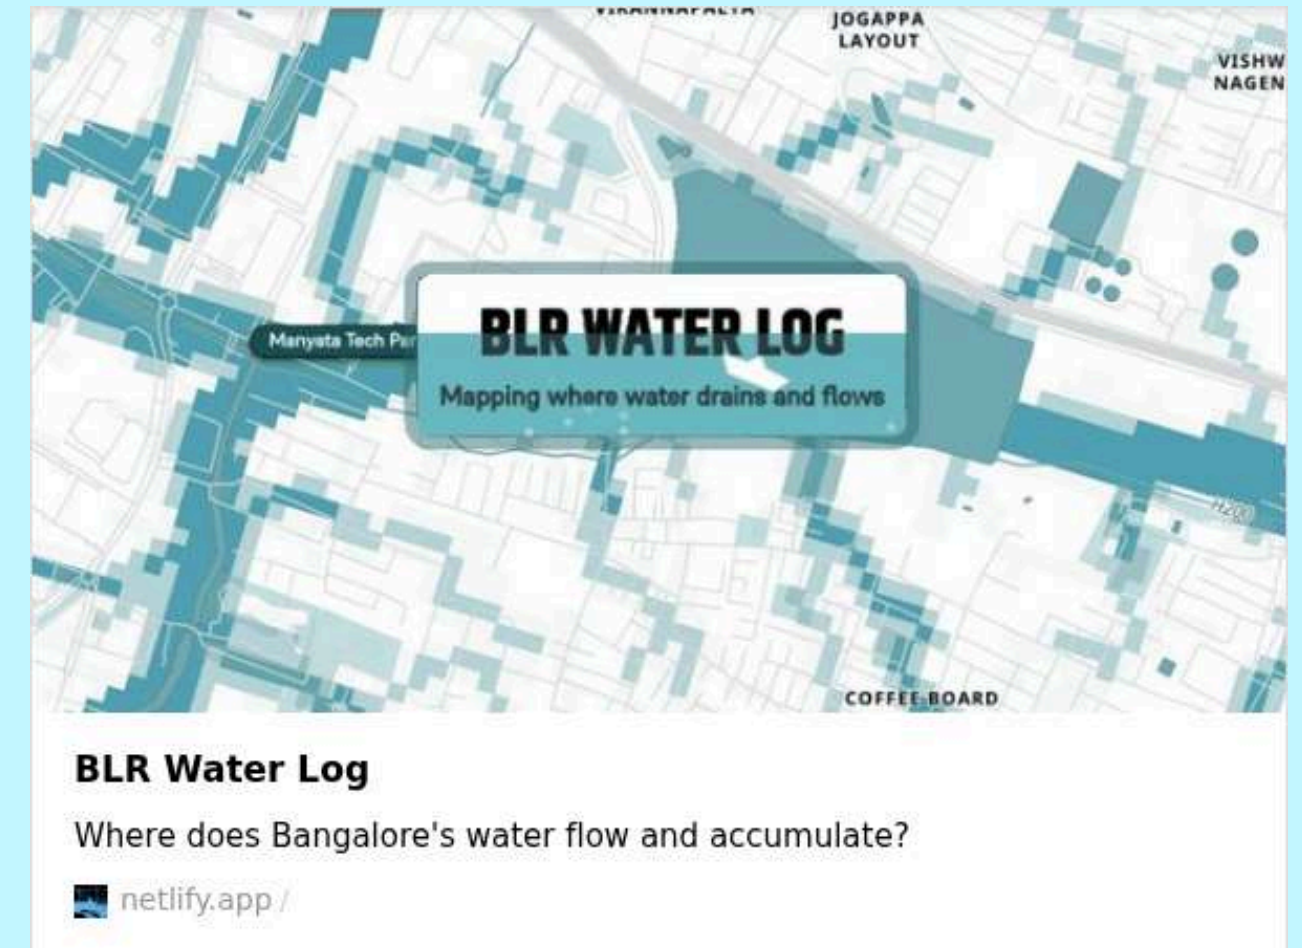 JOGAPPA
LAYOUT
VISHW
NAGEN
Manyata Tech Par
BLR WATER LOG
Mapping where water drains and flows
COFFEE BOARD
BLR Water Log
Where does Bangalore's water flow and accumulate?
netlify.app /